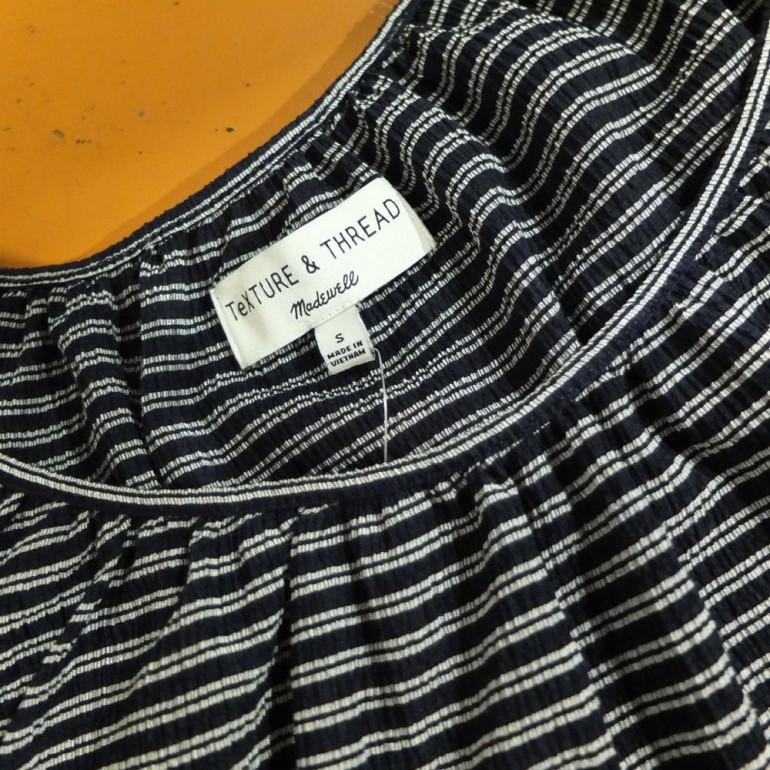 TeXTURE & THREAD
Madewell
S
MADE IN
VIETNAM